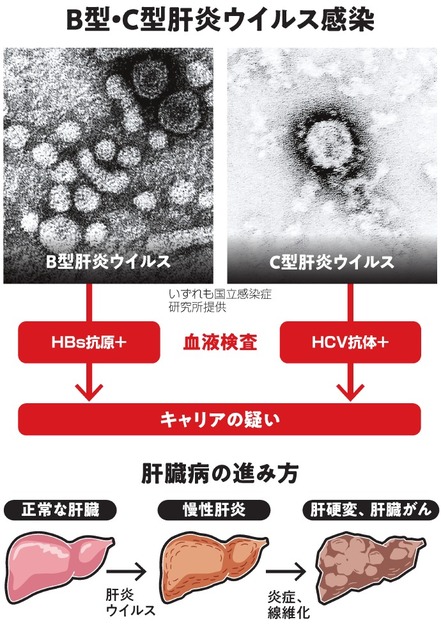 B型・C型肝炎ウイルス感染
B型肝炎ウイルス
C型肝炎ウイルス
いずれも国立感染症
研究所提供
HBs抗原+
血液検査
HCV抗体+
キャリアの疑い
肝臓病の進み方
正常な肝臓
慢性肝炎
肝硬変、肝臓がん
肝炎
ウイルス
炎症、
線維化